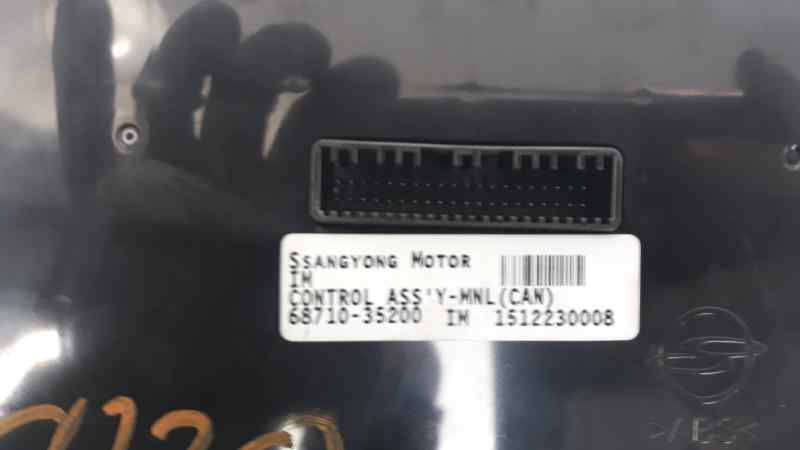 SSANGYONG MOTOR
IM
CONTROL ASS'Y-MNL(CAN)
68710-35200 IM 1512230008